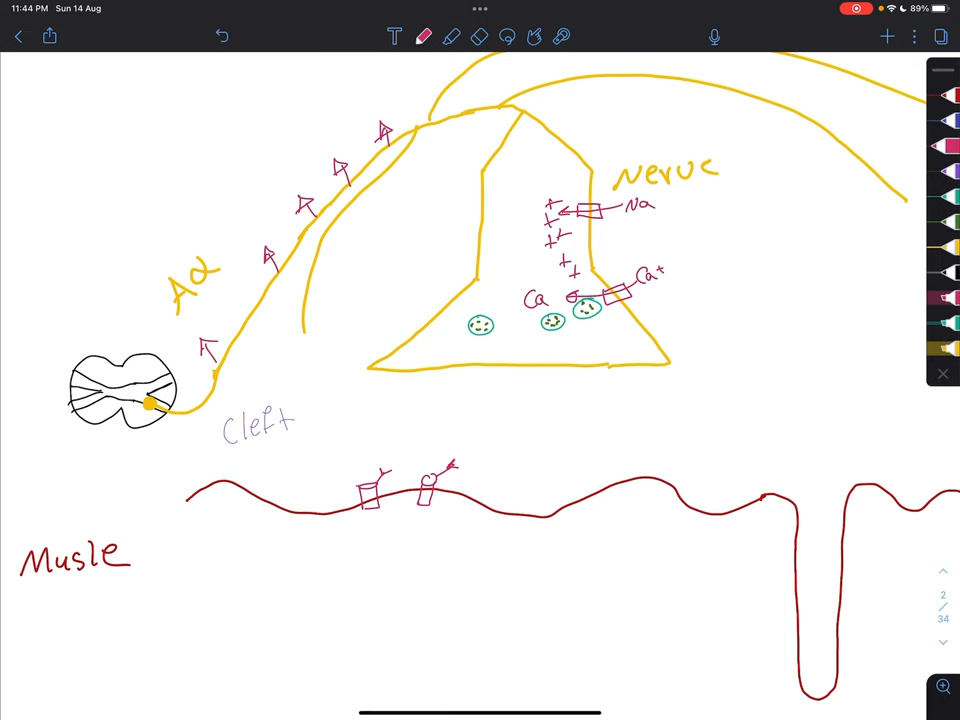 11:44 PM Sun 14 Aug
89%
T
Nerve
Na
Ca+
Ca
Aα
Cleft
Musle
2
/
34